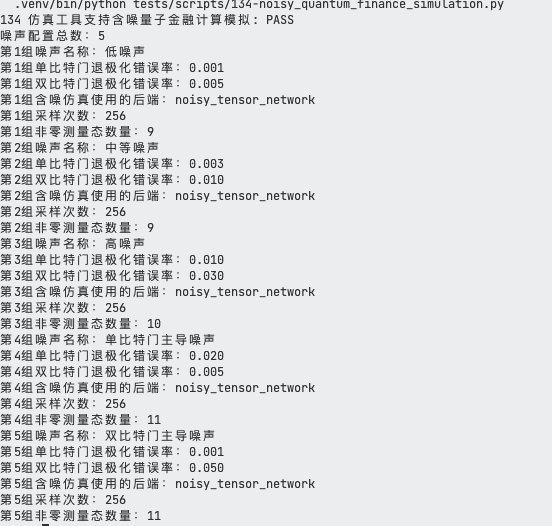 .venv/bin/python tests/scripts/134-noisy_quantum_finance_simulation.py
134 仿真工具支持含噪量子金融计算模拟: PASS
噪声配置总数: 5
第1组噪声名称: 低噪声
第1组单比特门退极化错误率: 0.001
第1组双比特门退极化错误率: 0.005
第1组含噪仿真使用的后端: noisy_tensor_network
第1组采样次数: 256
第1组非零测量态数量: 9
第2组噪声名称: 中等噪声
第2组单比特门退极化错误率: 0.003
第2组双比特门退极化错误率: 0.010
第2组含噪仿真使用的后端: noisy_tensor_network
第2组采样次数: 256
第2组非零测量态数量: 9
第3组噪声名称: 高噪声
第3组单比特门退极化错误率: 0.010
第3组双比特门退极化错误率: 0.030
第3组含噪仿真使用的后端: noisy_tensor_network
第3组采样次数: 256
第3组非零测量态数量: 10
第4组噪声名称: 单比特门主导噪声
第4组单比特门退极化错误率: 0.020
第4组双比特门退极化错误率: 0.005
第4组含噪仿真使用的后端: noisy_tensor_network
第4组采样次数: 256
第4组非零测量态数量: 11
第5组噪声名称: 双比特门主导噪声
第5组单比特门退极化错误率: 0.001
第5组双比特门退极化错误率: 0.050
第5组含噪仿真使用的后端: noisy_tensor_network
第5组采样次数: 256
第5组非零测量态数量: 11